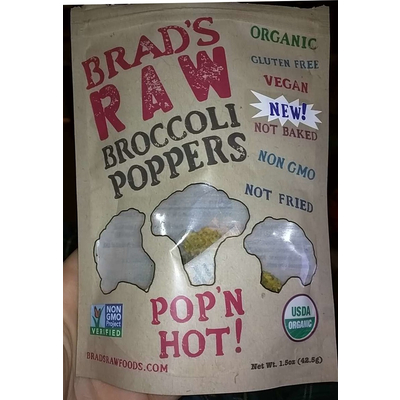 BRAD'S
RAW
BROCCOLI
POPPERS
ORGANIC
GLUTEN FREE
VEGAN
NEW!
NOT BAKED
NON GMO
NOT FRIED
POP'N
HOT!
NON
GMO
Project
VERIFIED
USDA
ORGANIC
BRADSRAWFOODS.COM
Net Wt. 1.5oz (42.5g)